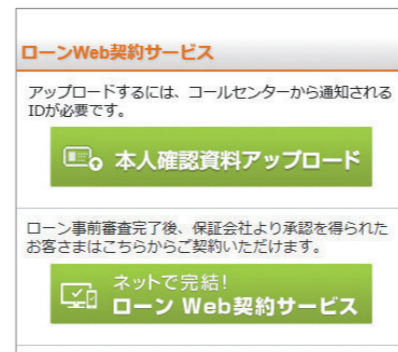 ローンWeb契約サービス
アップロードするには、コールセンターから通知される
IDが必要です。
本人確認資料アップロード
ローン事前審査完了後、保証会社より承認を得られた
お客さまはこちらからご契約いただけます。
ネットで完結!
ローン Web契約サービス